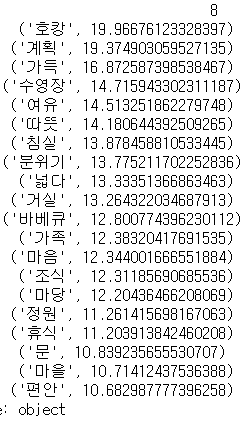 8
('호캉', 19.96676123328397)
('계획', 19.374903059527135)
('가득', 16.872587398538467)
('수영장', 14.715943302311187)
('여유', 14.513251862279748)
('따뜻', 14.180644392509265)
('침실', 13.878458810533445)
('분위기', 13.775211702252836)
('넓다', 13.33351366863463)
('거실', 13.264322034687913)
('바베큐', 12.800774396230112)
('가족', 12.38320417691535)
('마음', 12.344001666551884)
('조식', 12.31185690685536)
('마당', 12.20436466208069)
('정원', 11.261415698167063)
('휴식', 11.203913842460208)
('문', 10.839235655530707)
('마을', 10.71412437536388)
('편안', 10.682987777396258)
e: object